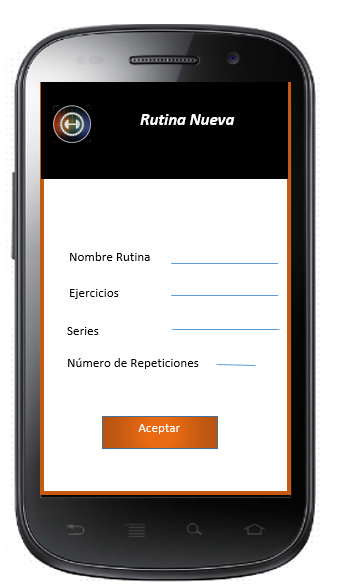 Rutina Nueva
Nombre Rutina
Ejercicios
Series
Número de Repeticiones
Aceptar